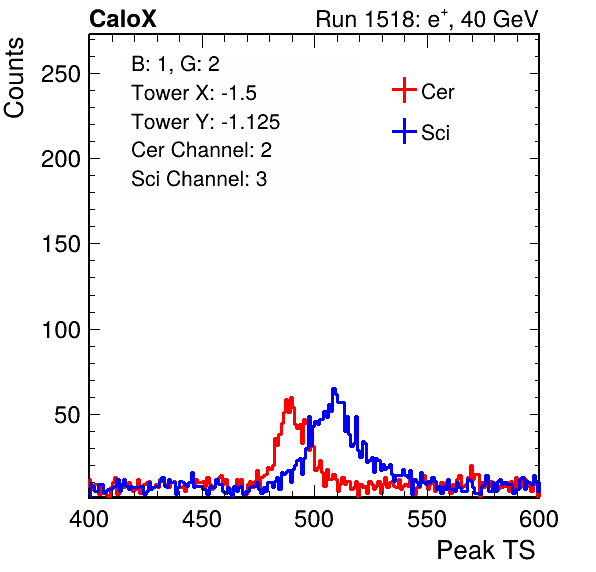 CaloX Run 1518: e⁺, 40 GeV
B: 1, G: 2
Tower X: -1.5
Tower Y: -1.125
Cer Channel: 2
Sci Channel: 3
Cer
Sci
Counts
250
200
150
100
50
400 450 500 550 600
Peak TS